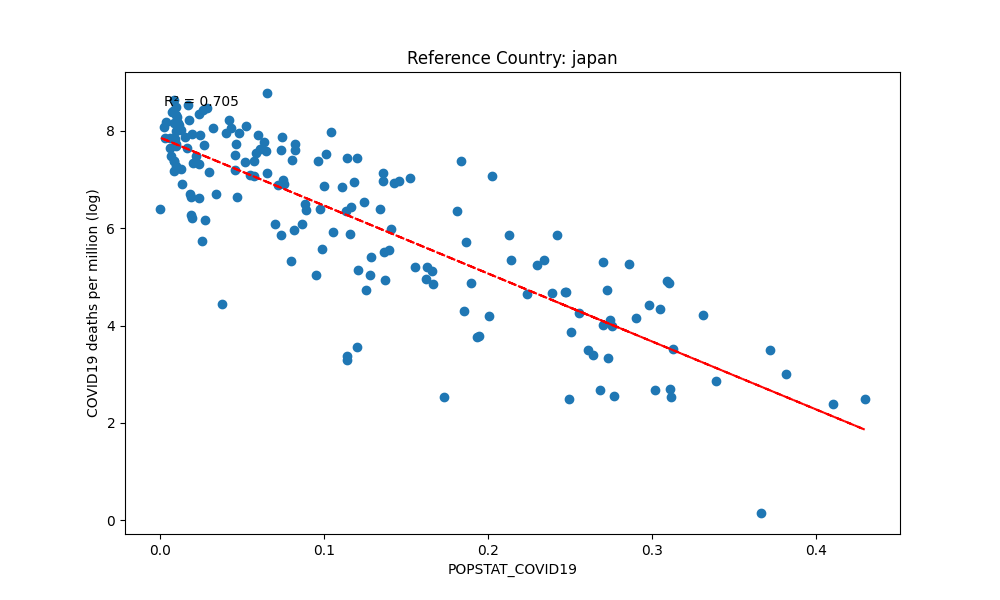 Reference Country: japan
R² = 0.705
COVID19 deaths per million (log)
8
6
4
2
0
0.0 0.1 0.2 0.3 0.4
POPSTAT_COVID19